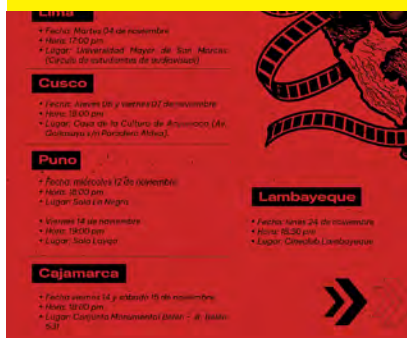 Lima
• Fecha: Martes 04 de noviembre
• Hora: 17:00 pm
• Lugar: Universidad Mayor de San Marcos
(Círculo de estudiantes de audiovisual)
Cusco
• Fecha: Jueves 06 y viernes 07 de noviembre
• Hora: 18:00 pm
• Lugar: Casa de la Cultura de (Av.
s/n Paradero
Puno
• Fecha: miércoles 12 de noviembre
• Hora: 18:00 pm
• Lugar: Sala La Negra
• Viernes 14 de noviembre
• Hora: 19:00 pm
• Lugar: Sala
Cajamarca
• Fecha viernes 14 y sábado 15 de noviembre
• Hora: 18:00 pm
• Lugar: Conjunto Monumental Belén - Jr. Belén
Lambayeque
• Fecha: lunes 24 de noviembre
• Hora: 18:30 pm
• Lugar: Cineclub Lambayeque